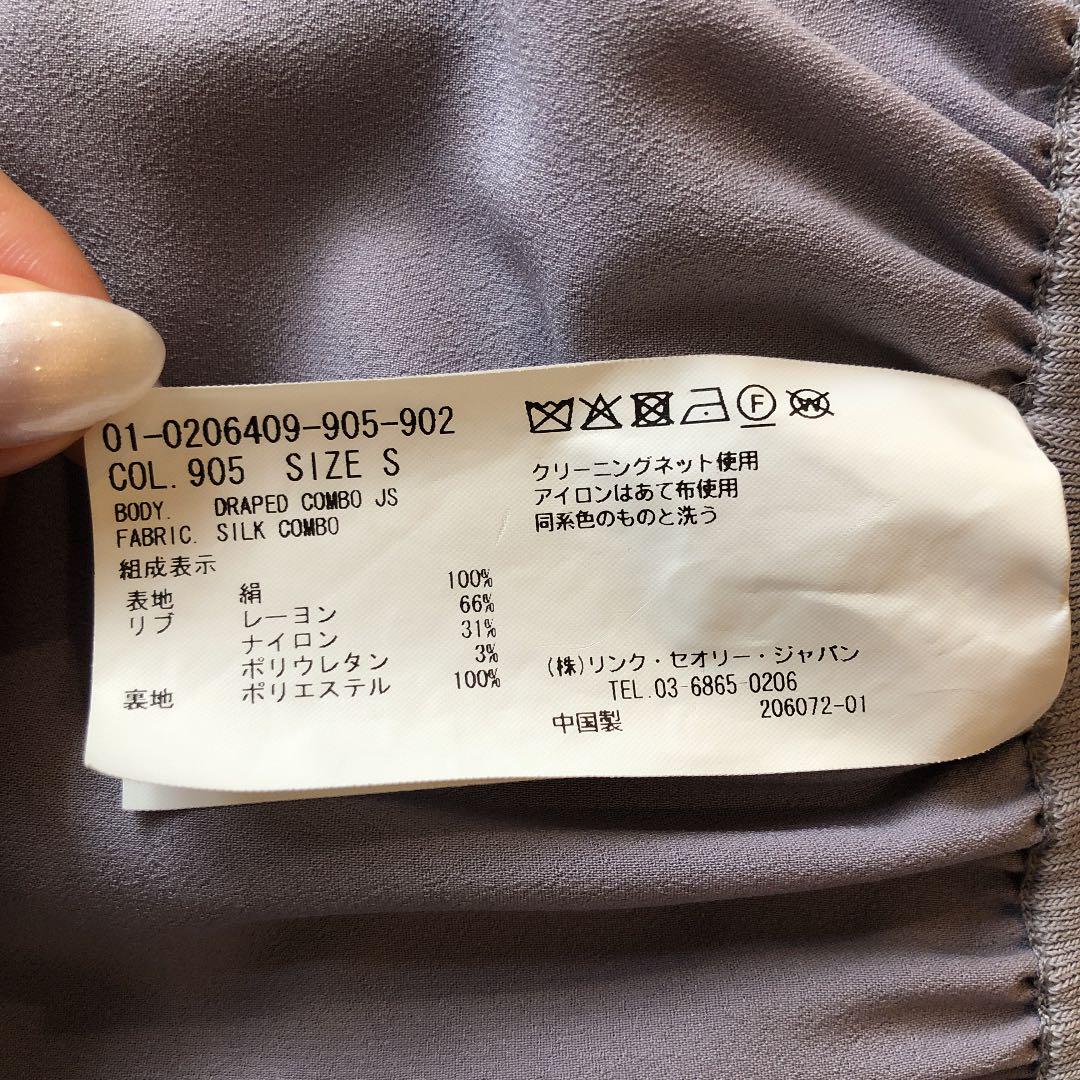 01-0206409-905-902
COL. 905 SIZE S
BODY. DRAPED COMBO JS
FABRIC. SILK COMBO
組成表示
表地 絹 100%
リブ レーヨン 66%
ナイロン 31%
ポリウレタン 3%
裏地 ポリエステル 100%
F W
クリーニングネット使用
アイロンはあて布使用
同系色のものと洗う
(株)リンク・セオリー・ジャパン
TEL.03-6865-0206
中国製 206072-01